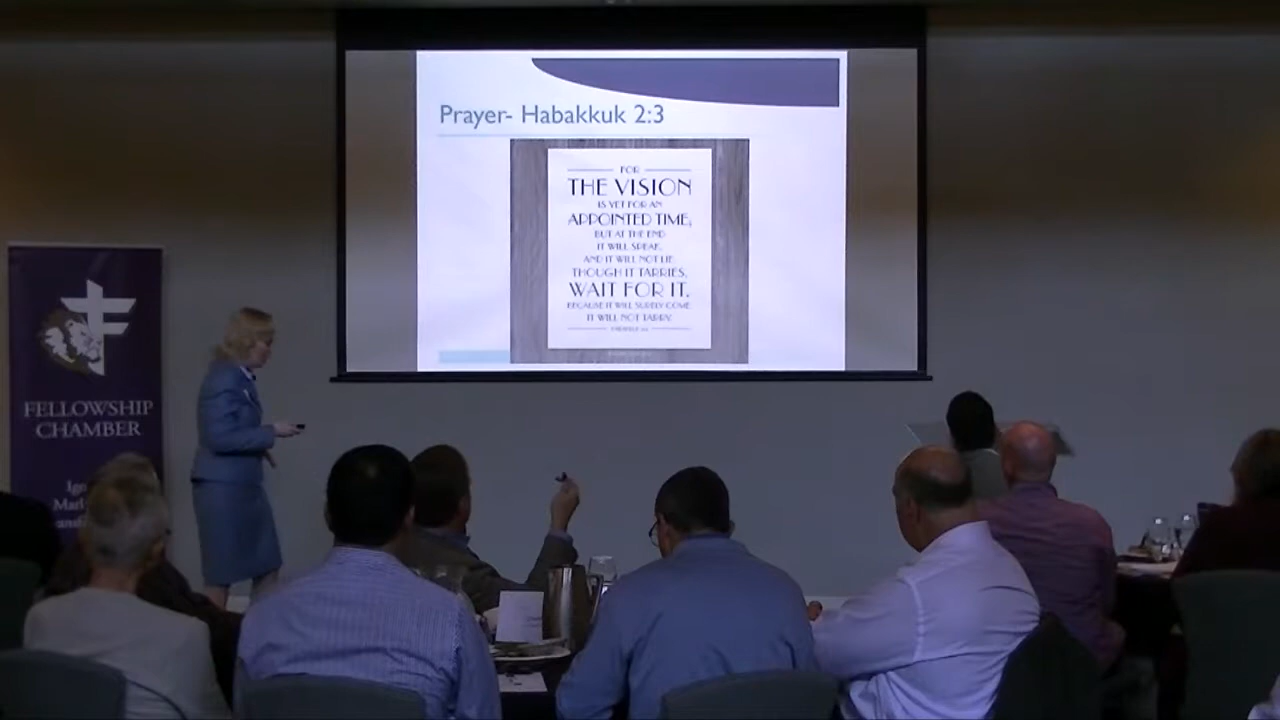 Prayer- Habakkuk 2:3
FOR
THE VISION
IS YET FOR AN
APPOINTED TIME;
BUT AT THE END
IT WILL SPEAK,
AND IT WILL NOT LIE.
THOUGH IT TARRIES,
WAIT FOR IT,
BECAUSE IT WILL SURELY COME
IT WILL NOT TARRY.
FELLOWSHIP
CHAMBER